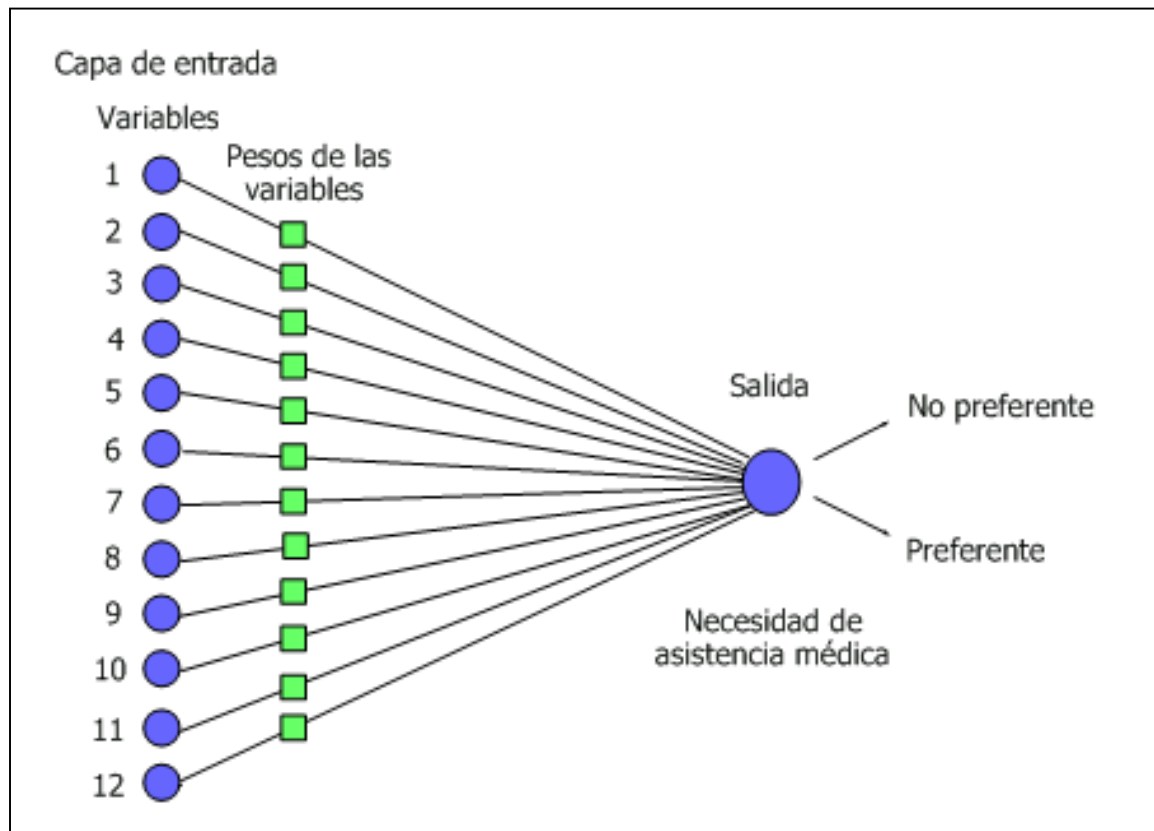 Capa de entrada
Variables
Pesos de las
variables
1
2
3
4
5
6
7
8
9
10
11
12
Salida
No preferente
Preferente
Necesidad de
asistencia médica